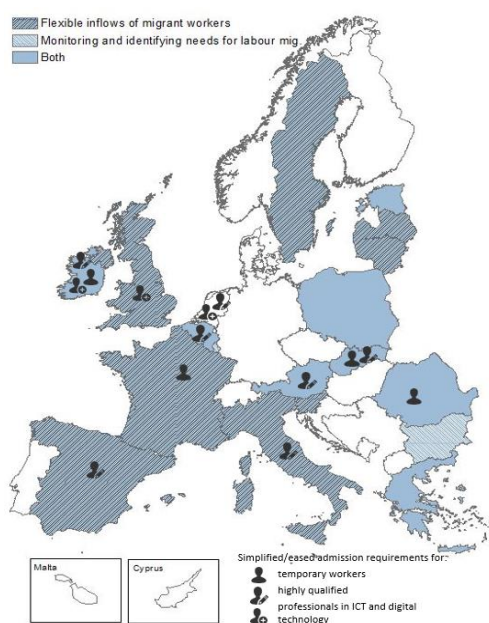 Flexible inflows of migrant workers
Monitoring and identifying needs for labour mig
Both
Malta
Cyprus
Simplified/eased admission requirements for:
temporary workers
highly qualified
professionals in ICT and digital
technology